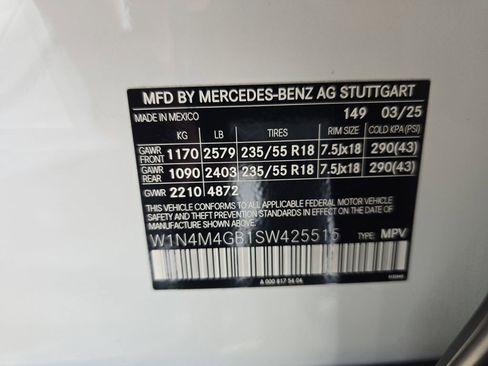 MFD BY MERCEDES-BENZ AG STUTTGART
MADE IN MEXICO 149 03/25
KG LB TIRES RIM SIZE COLD KPA (PSI)
GAWR FRONT 1170 2579 235/55 R18 7.5Jx18 290(43)
GAWR REAR 1090 2403 235/55 R18 7.5Jx18 290(43)
GVWR 2210 4872
THIS VEHICLE CONFORMS TO ALL APPLICABLE FEDERAL MOTOR VEHICLE
SAFETY AND THEFT PREVENTION STANDARDS IN EFFECT ON THE DATE
OF MANUFACTURE SHOWN ABOVE.
W1N4M4GB1SW425515 TYPE: MPV
A 000 817 54 04